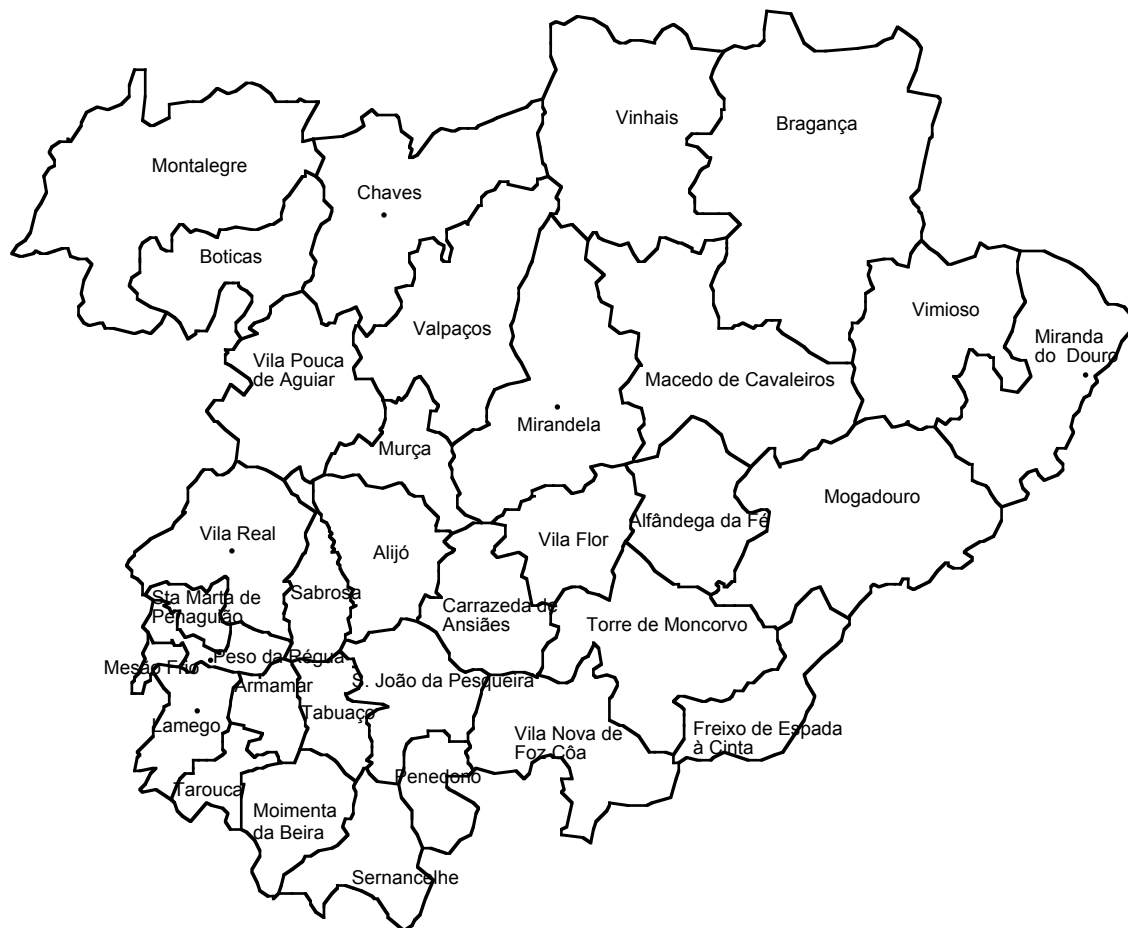 Vinhais
Bragança
Montalegre
Chaves
Boticas
Vimioso
Valpaços
Miranda
do Douro
Vila Pouca
de Aguiar
Macedo de Cavaleiros
Mirandela
Murça
Mogadouro
Alfândega da Fé
Vila Real
Vila Flor
Alijó
Sabrosa
Sta Marta de
Penaguião
Carrazeda de
Ansiães
Torre de Moncorvo
Mesão Frio
Peso da Régua
Armamar
S. João da Pesqueira
Tabuaço
Lamego
Vila Nova de
Foz Côa
Freixo de Espada
à Cinta
Penedono
Tarouca
Moimenta
da Beira
Sernancelhe